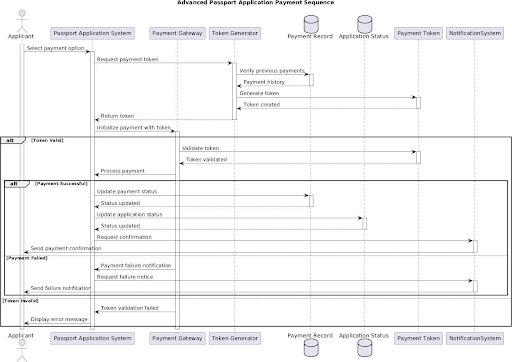 Advanced Passport Application Payment Sequence
Applicant
Passport Application System
Payment Gateway
Token Generator
Payment Record
Application Status
Payment Token
NotificationSystem
Select payment option
Request payment token
Verify previous payments
Payment history
Generate token
Token created
Return token
Initialize payment with token
alt [Token Valid]
Validate token
Token validated
Process payment
alt [Payment Successful]
Update payment status
Status updated
Update application status
Status updated
Request confirmation
Send payment confirmation
[Payment Failed]
Payment failure notification
Request failure notice
Send failure notification
[Token Invalid]
Token validation failed
Display error message
Applicant
Passport Application System
Payment Gateway
Token Generator
Payment Record
Application Status
Payment Token
NotificationSystem